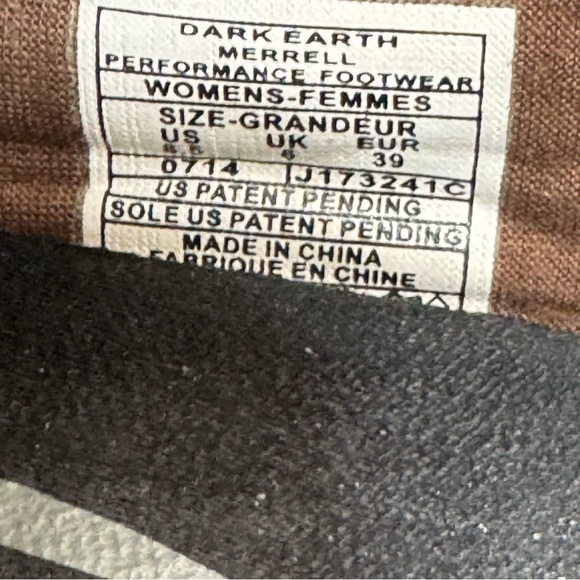 DARK EARTH
MERRELL
PERFORMANCE FOOTWEAR
WOMENS-FEMMES
SIZE-GRANDEUR
US UK EUR
6 39
0714 J173241C
US PATENT PENDING
SOLE US PATENT PENDING
MADE IN CHINA
FABRIQUE EN CHINE